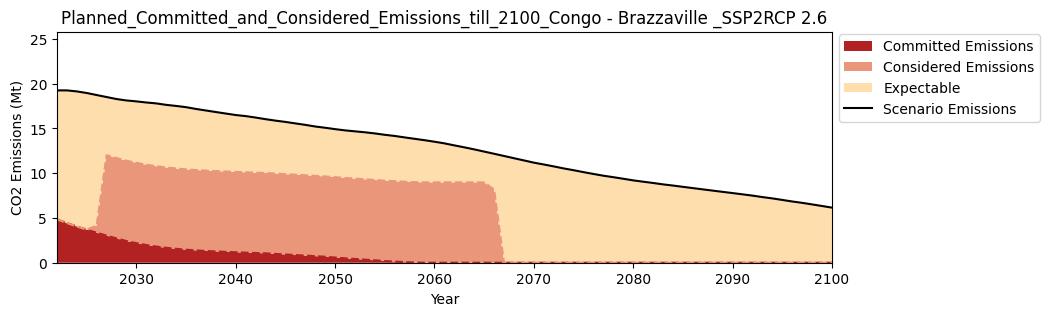 Planned_Committed_and_Considered_Emissions_till_2100_Congo - Brazzaville _SSP2RCP 2.6
25
20
15
10
5
0
CO2 Emissions (Mt)
2030 2040 2050 2060 2070 2080 2090 2100
Year
Committed Emissions
Considered Emissions
Expectable
Scenario Emissions